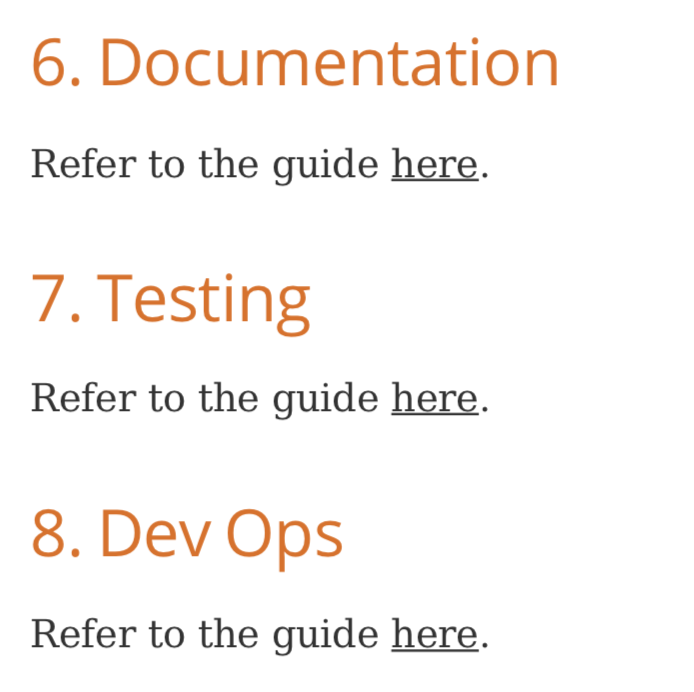 6. Documentation
Refer to the guide here.
7. Testing
Refer to the guide here.
8. Dev Ops
Refer to the guide here.